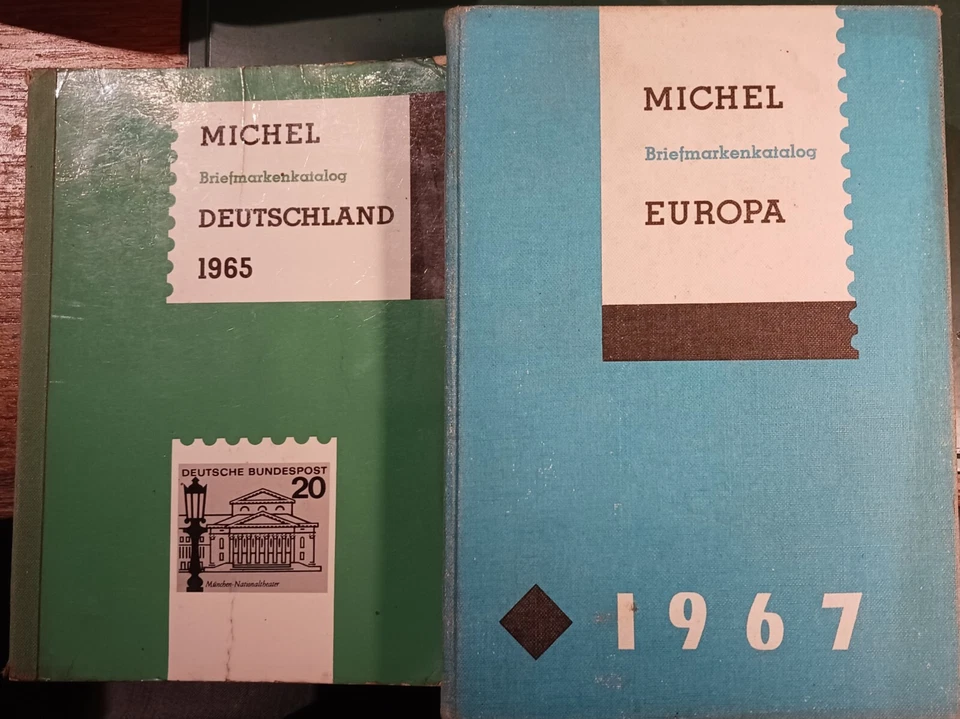 MICHEL
Briefmarkenkatalog
DEUTSCHLAND
1965
DEUTSCHE BUNDESPOST
20
München-Nationaltheater
MICHEL
Briefmarkenkatalog
EUROPA
1967